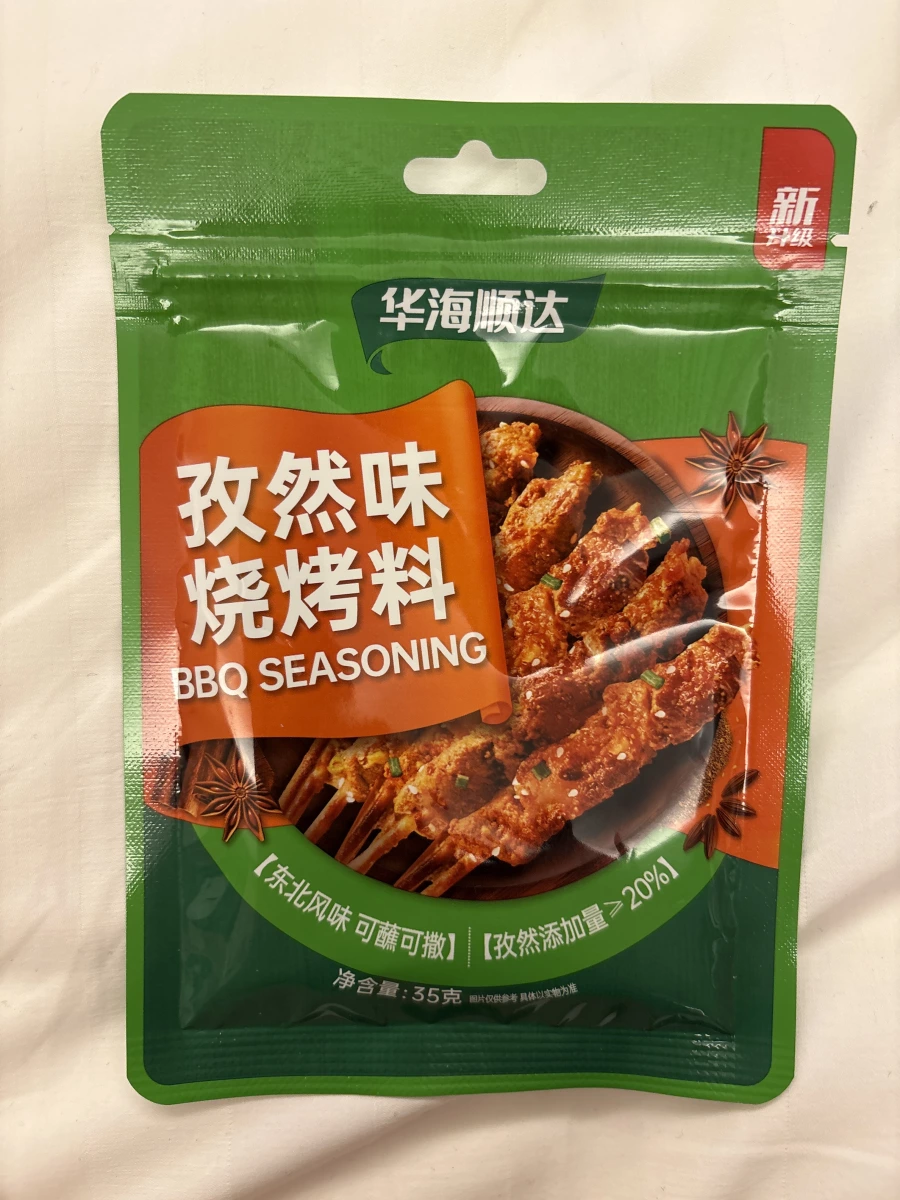 新
升级
华海顺达
孜然味
烧烤料
BBQ SEASONING
【东北风味 可蘸可撒】
【孜然添加量≥20%】
净含量：35克
图片仅供参考 具体以实物为准